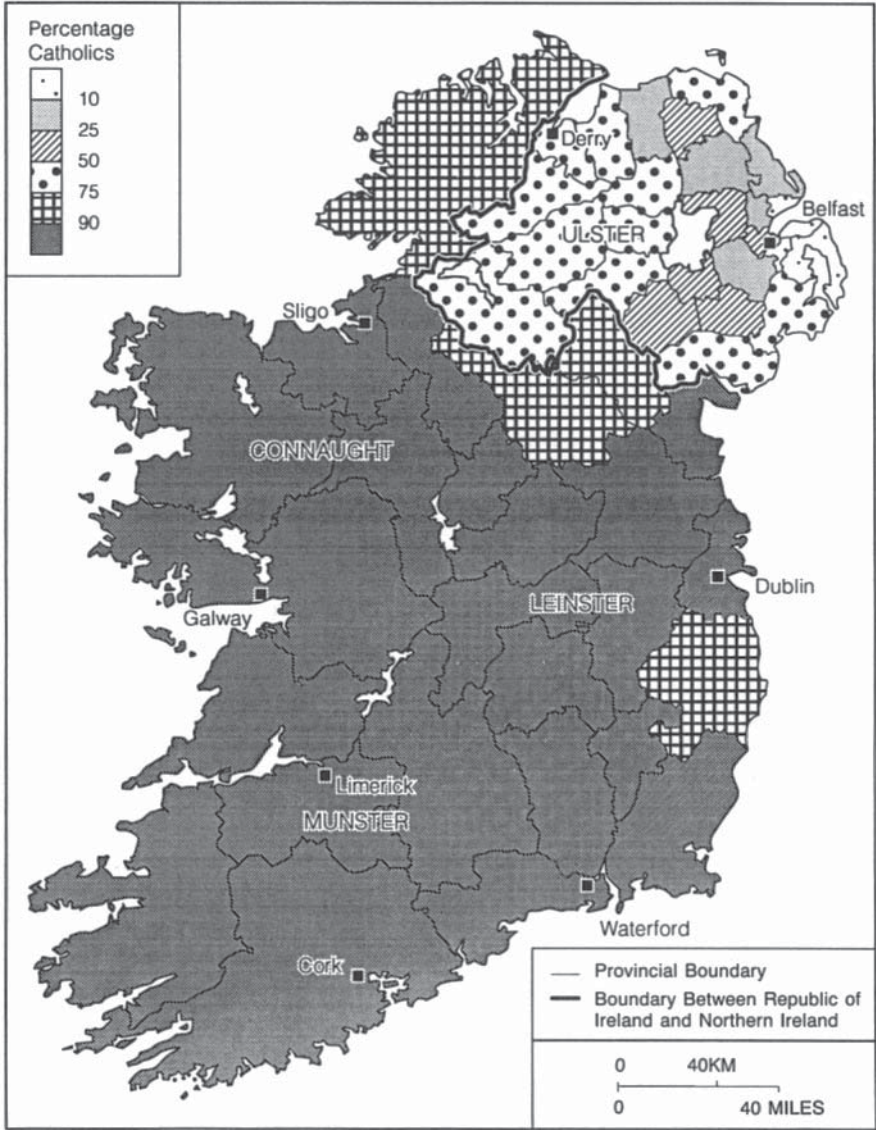 Percentage
Catholics
10
25
50
75
90
Derry
Belfast
ULSTER
Sligo
CONNAUGHT
Galway
LEINSTER
Dublin
Limerick
MUNSTER
Waterford
Cork
Provincial Boundary
Boundary Between Republic of
Ireland and Northern Ireland
0 40KM
0 40 MILES